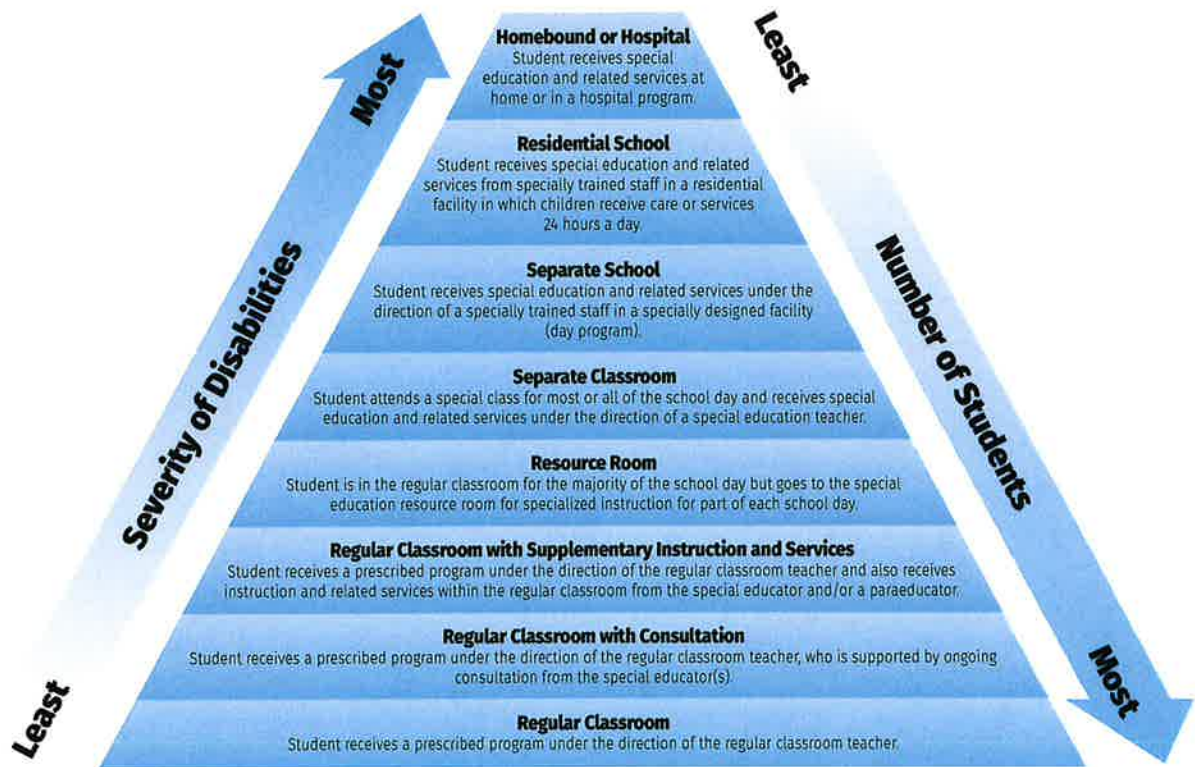 Homebound or Hospital
Student receives special
education and related services at
home or in a hospital program.
Residential School
Student receives special education and related
services from specially trained staff in a residential
facility in which children receive care or services
24 hours a day.
Separate School
Student receives special education and related services under the
direction of a specially trained staff in a specially designed facility
(day program).
Separate Classroom
Student attends a special class for most or all of the school day and receives special
education and related services under the direction of a special education teacher.
Resource Room
Student is in the regular classroom for the majority of the school day but goes to the special
education resource room for specialized instruction for part of each school day.
Regular Classroom with Supplementary Instruction and Services
Student receives a prescribed program under the direction of the regular classroom teacher and also receives
instruction and related services within the regular classroom from the special educator and/or a paraeducator.
Regular Classroom with Consultation
Student receives a prescribed program under the direction of the regular classroom teacher, who is supported by ongoing
consultation from the special educator(s).
Regular Classroom
Student receives a prescribed program under the direction of the regular classroom teacher.
Least
Severity of Disabilities
Most
Least
Number of Students
Most